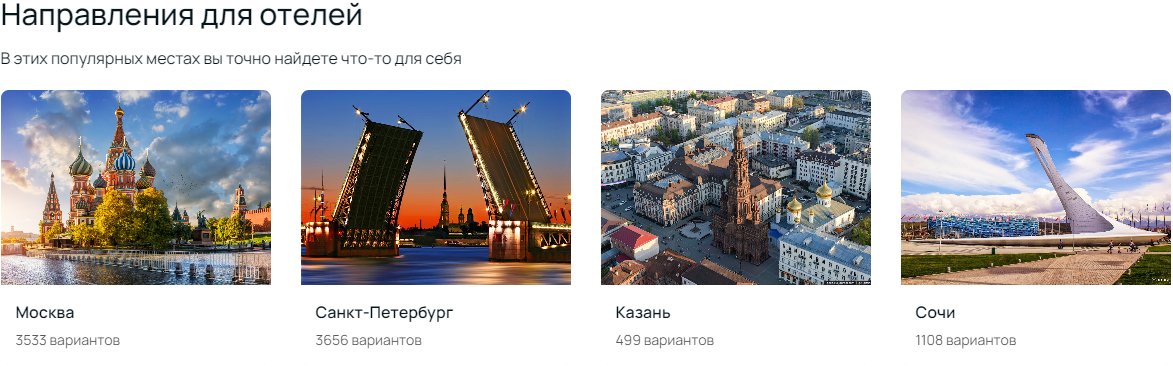 Направления для отелей
В этих популярных местах вы точно найдете что-то для себя
Москва
3533 вариантов
Санкт-Петербург
3656 вариантов
Казань
499 вариантов
Сочи
1108 вариантов